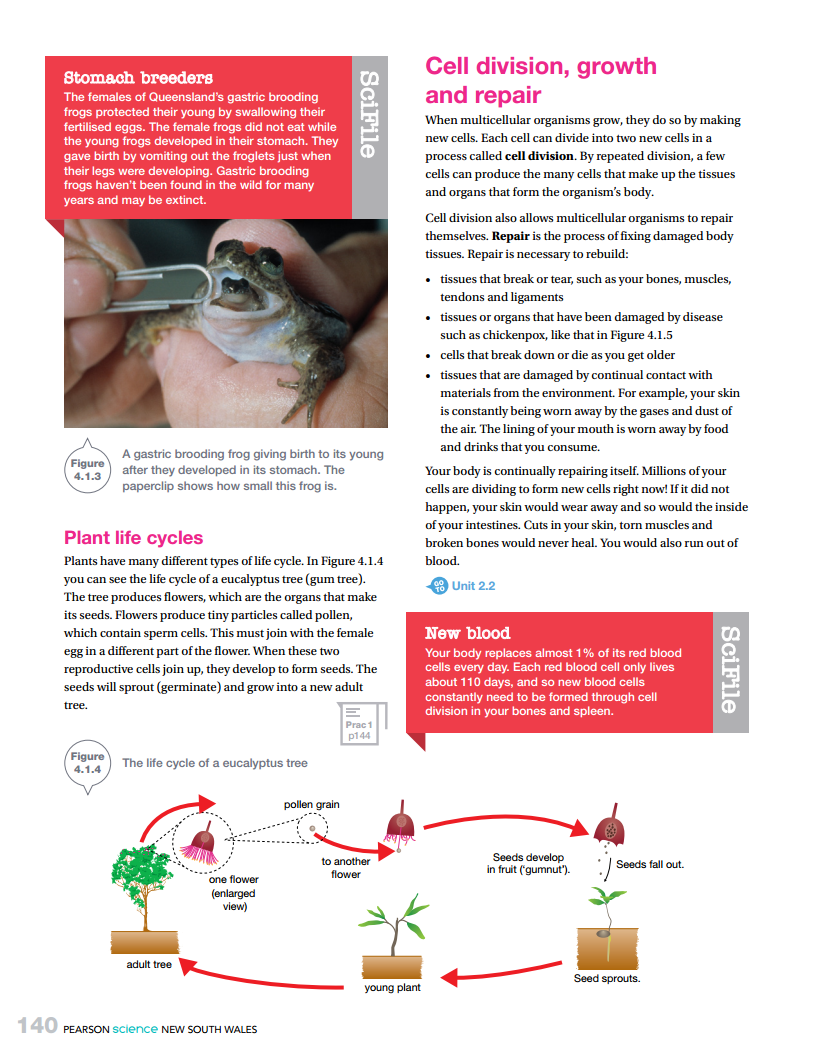 Stomach breeders
The females of Queensland's gastric brooding
frogs protected their young by swallowing their
fertilised eggs. The female frogs did not eat while
the young frogs developed in their stomach. They
gave birth by vomiting out the froglets just when
their legs were developing. Gastric brooding
frogs haven't been found in the wild for many
years and may be extinct.
SciFile
Figure
4.1.3
A gastric brooding frog giving birth to its young
after they developed in its stomach. The
paperclip shows how small this frog is.
Plant life cycles
Plants have many different types of life cycle. In Figure 4.1.4
you can see the life cycle of a eucalyptus tree (gum tree).
The tree produces flowers, which are the organs that make
its seeds. Flowers produce tiny particles called pollen,
which contain sperm cells. This must join with the female
egg in a different part of the flower. When these two
reproductive cells join up, they develop to form seeds. The
seeds will sprout (germinate) and grow into a new adult
tree.
Prac 1
p144
Cell division, growth
and repair
When multicellular organisms grow, they do so by making
new cells. Each cell can divide into two new cells in a
process called cell division. By repeated division, a few
cells can produce the many cells that make up the tissues
and organs that form the organism's body.
Cell division also allows multicellular organisms to repair
themselves. Repair is the process of fixing damaged body
tissues. Repair is necessary to rebuild:
• tissues that break or tear, such as your bones, muscles,
tendons and ligaments
• tissues or organs that have been damaged by disease
such as chickenpox, like that in Figure 4.1.5
• cells that break down or die as you get older
• tissues that are damaged by continual contact with
materials from the environment. For example, your skin
is constantly being worn away by the gases and dust of
the air. The lining of your mouth is worn away by food
and drinks that you consume.
Your body is continually repairing itself. Millions of your
cells are dividing to form new cells right now! If it did not
happen, your skin would wear away and so would the inside
of your intestines. Cuts in your skin, torn muscles and
broken bones would never heal. You would also run out of
blood.
GO TO Unit 2.2
New blood
Your body replaces almost 1% of its red blood
cells every day. Each red blood cell only lives
about 110 days, and so new blood cells
constantly need to be formed through cell
division in your bones and spleen.
SciFile
Figure
4.1.4
The life cycle of a eucalyptus tree
pollen grain
one flower
(enlarged
view)
to another
flower
Seeds develop
in fruit ('gumnut').
Seeds fall out.
adult tree
young plant
Seed sprouts.
140 PEARSON science NEW SOUTH WALES